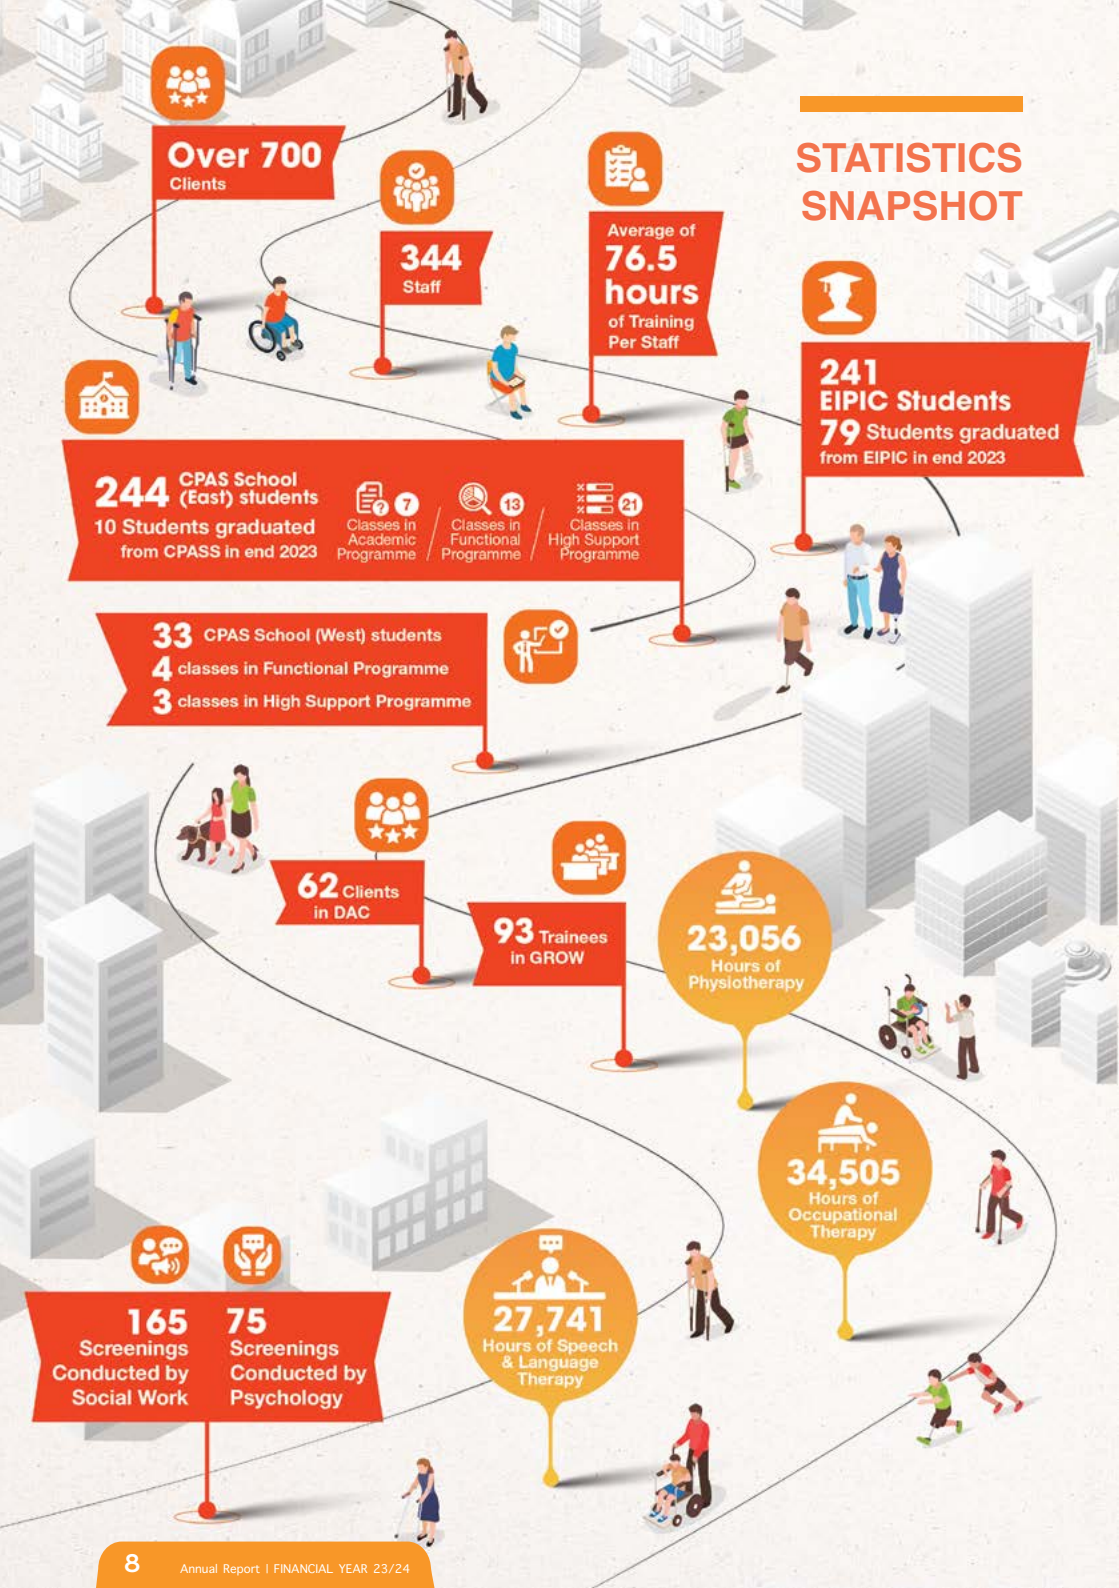 STATISTICS
SNAPSHOT
Over 700
Clients
344
Staff
Average of
76.5
hours
of Training
Per Staff
241
EIPIC Students
79 Students graduated
from EIPIC in end 2023
244 CPAS School
(East) students
10 Students graduated
from CPASS in end 2023
7
Classes in
Academic
Programme
13
Classes in
Functional
Programme
21
Classes in
High Support
Programme
33 CPAS School (West) students
4 classes in Functional Programme
3 classes in High Support Programme
62 Clients
in DAC
93 Trainees
in GROW
23,056
Hours of
Physiotherapy
34,505
Hours of
Occupational
Therapy
27,741
Hours of Speech
& Language
Therapy
165
Screenings
Conducted by
Social Work
75
Screenings
Conducted by
Psychology
8 Annual Report | FINANCIAL YEAR 23/24